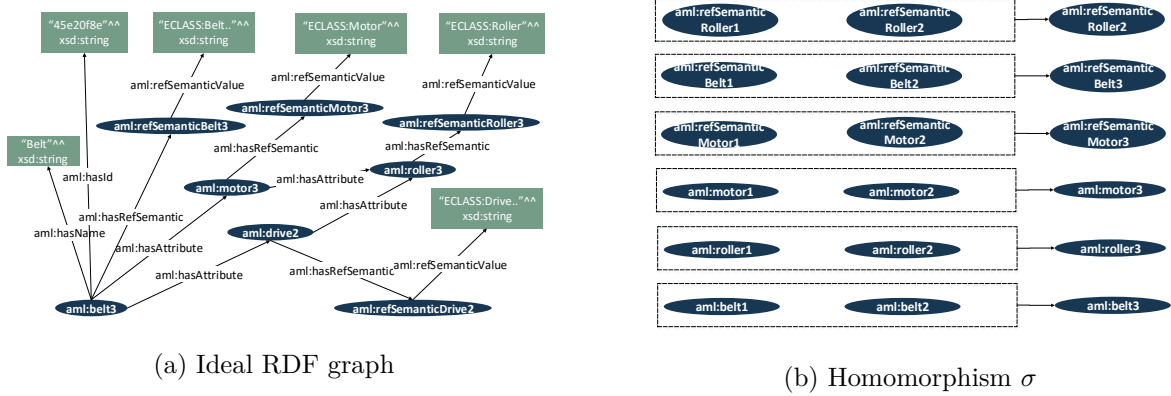 "45e20f8e"^^
xsd:string
"ECLASS:Belt.."^^
xsd:string
"ECLASS:Motor"^^
xsd:string
"ECLASS:Roller"^^
xsd:string
aml:refSemanticValue
aml:refSemanticValue
aml:refSemanticValue
aml:refSemanticMotor3
aml:refSemanticBelt3
aml:refSemanticRoller3
"Belt"^^
xsd:string
aml:hasRefSemantic
aml:hasRefSemantic
aml:hasId
aml:motor3
aml:hasAttribute
aml:roller3
aml:hasRefSemantic
aml:hasAttribute
"ECLASS:Drive.."^^
xsd:string
aml:hasName
aml:drive2
aml:hasAttribute
aml:hasAttribute
aml:hasRefSemantic
aml:refSemanticValue
aml:belt3
aml:refSemanticDrive2
(a) Ideal RDF graph
aml:refSemantic
Roller1
aml:refSemantic
Roller2
aml:refSemantic
Roller2
aml:refSemantic
Belt1
aml:refSemantic
Belt2
aml:refSemantic
Belt3
aml:refSemantic
Motor1
aml:refSemantic
Motor2
aml:refSemantic
Motor3
aml:motor1
aml:motor2
aml:motor3
aml:roller1
aml:roller2
aml:roller3
aml:belt1
aml:belt2
aml:belt3
(b) Homomorphism σ